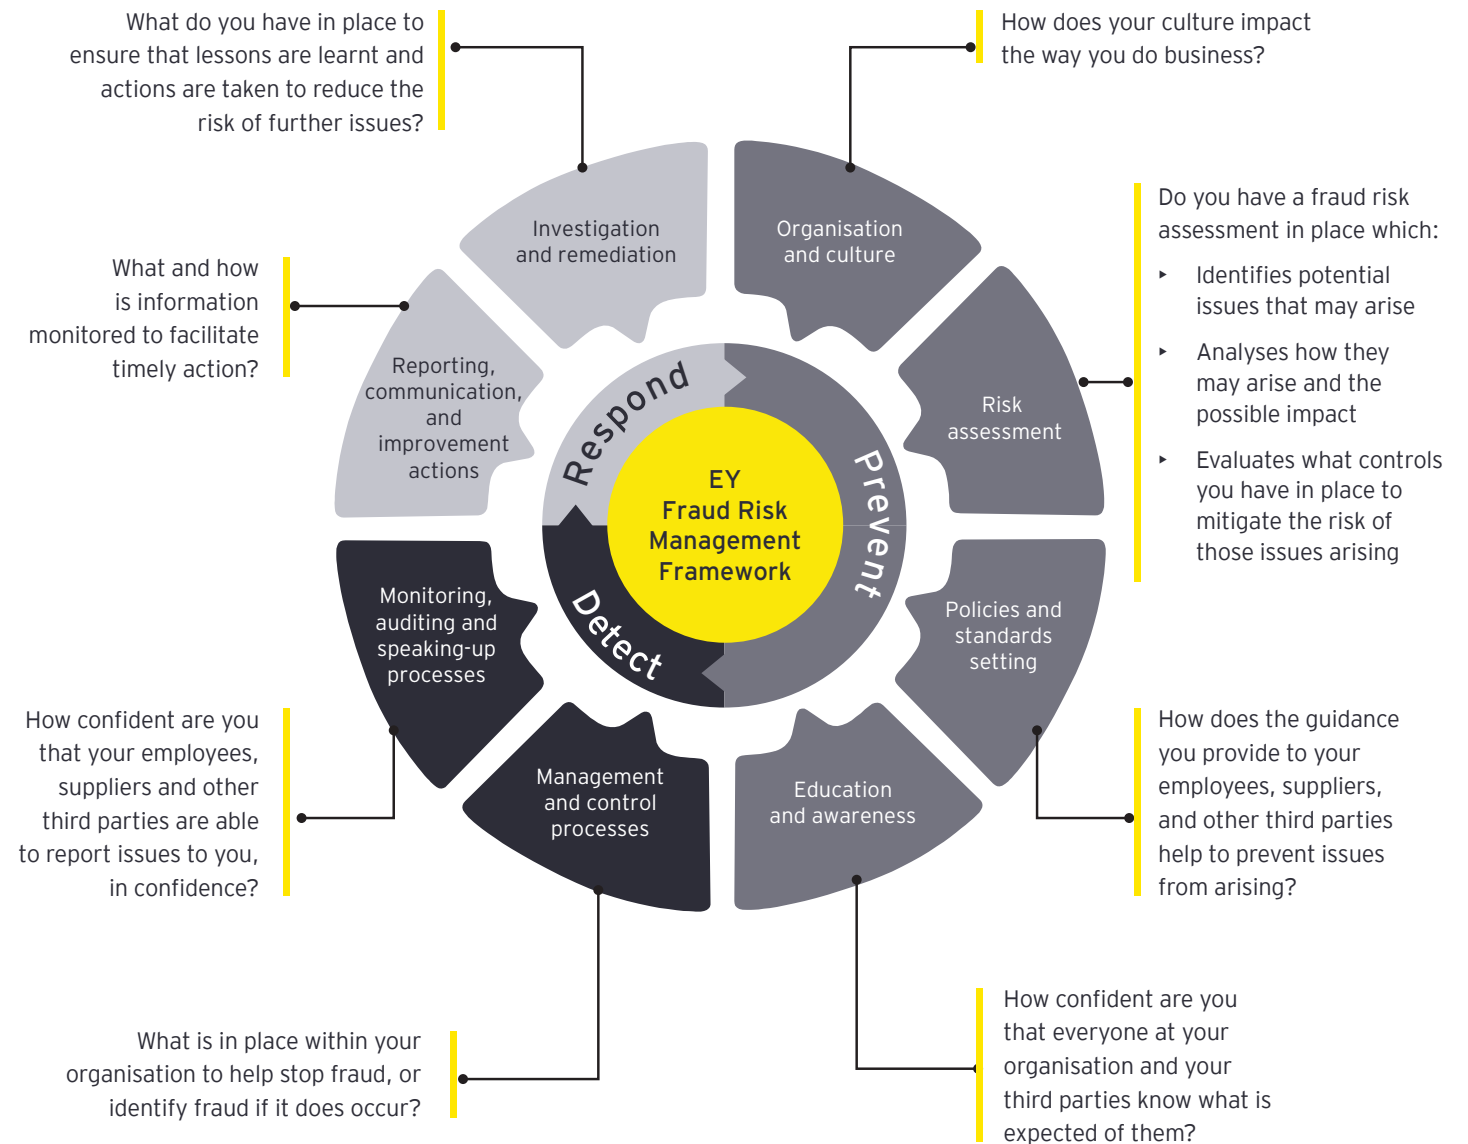 What do you have in place to
ensure that lessons are learnt and
actions are taken to reduce the
risk of further issues?
How does your culture impact
the way you do business?
Do you have a fraud risk
assessment in place which:
‣ Identifies potential
issues that may arise
‣ Analyses how they
may arise and the
possible impact
‣ Evaluates what controls
you have in place to
mitigate the risk of
those issues arising
What and how
is information
monitored to facilitate
timely action?
Investigation
and remediation
Organisation
and culture
Reporting,
communication,
and
improvement
actions
Risk
assessment
Respond
Prevent
Detect
EY
Fraud Risk
Management
Framework
Monitoring,
auditing and
speaking-up
processes
Policies and
standards
setting
Management
and control
processes
Education
and awareness
How confident are you
that your employees,
suppliers and other
third parties are able
to report issues to you,
in confidence?
How does the guidance
you provide to your
employees, suppliers,
and other third parties
help to prevent issues
from arising?
What is in place within your
organisation to help stop fraud, or
identify fraud if it does occur?
How confident are you
that everyone at your
organisation and your
third parties know what is
expected of them?